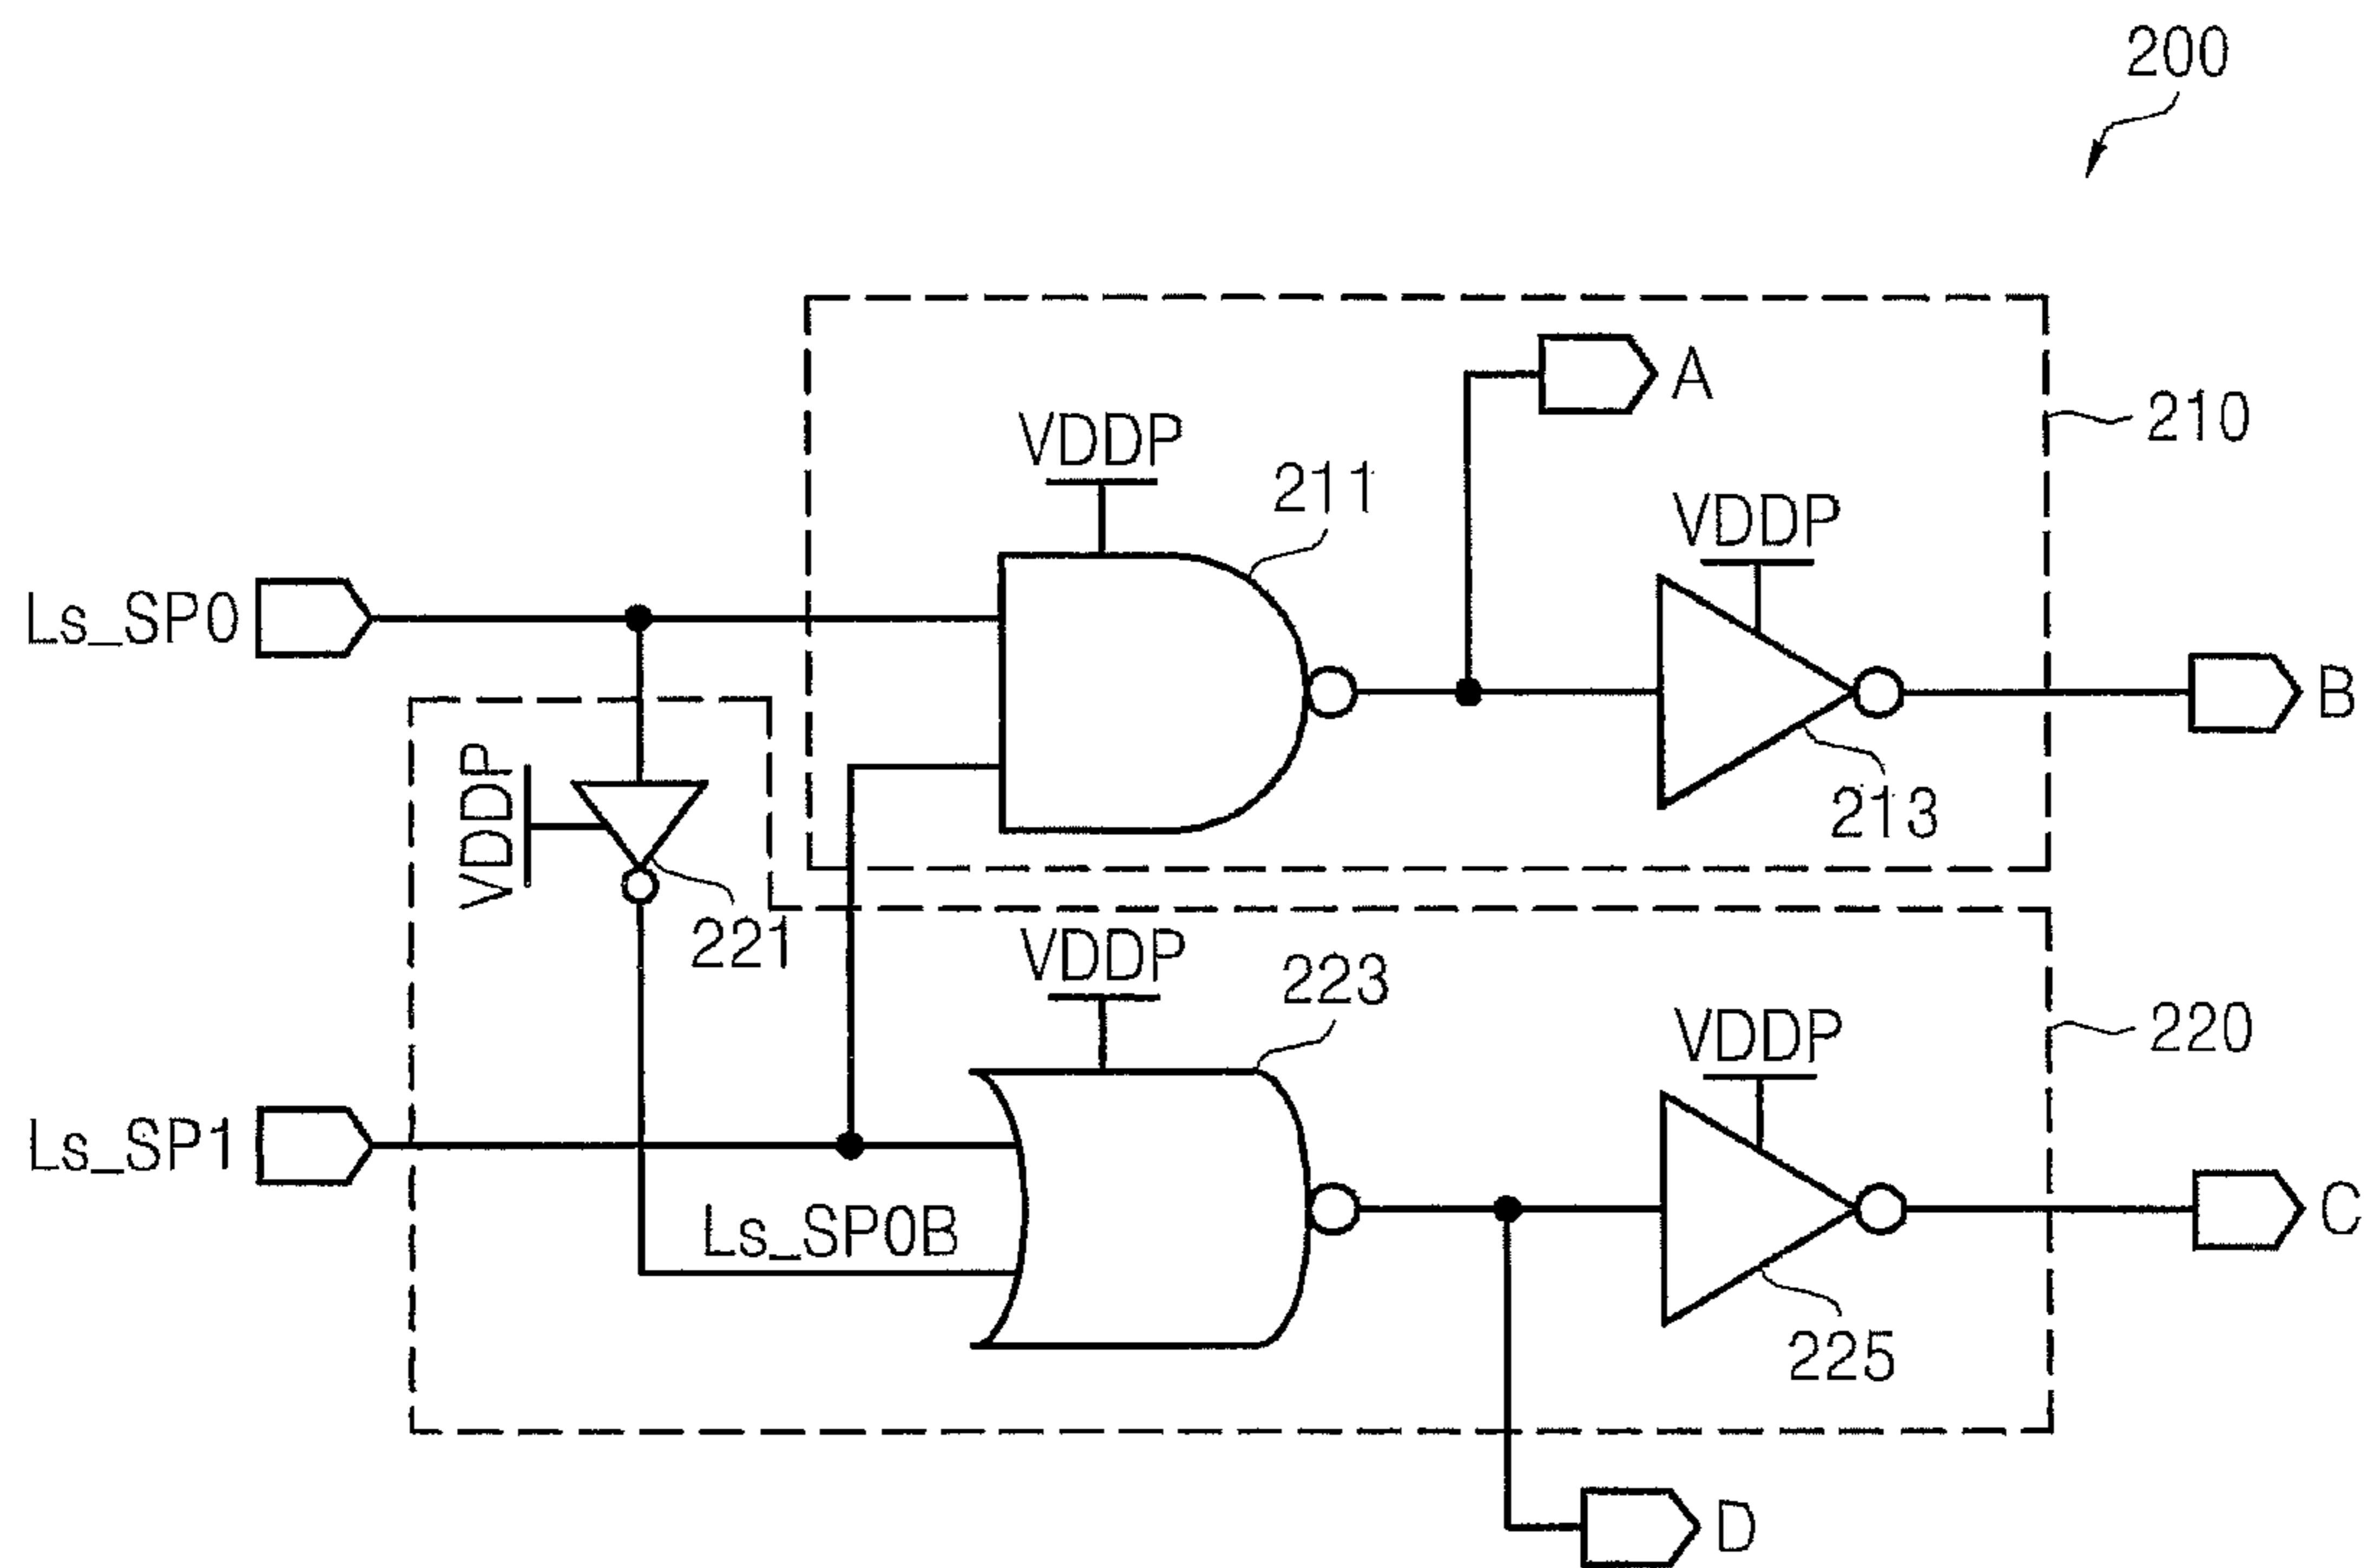 200
A
VDDP
210
211
VDDP
Ls_SP0
B
VDDP
213
221
VDDP
223
VDDP
220
Ls_SP1
Ls_SP0B
C
225
D